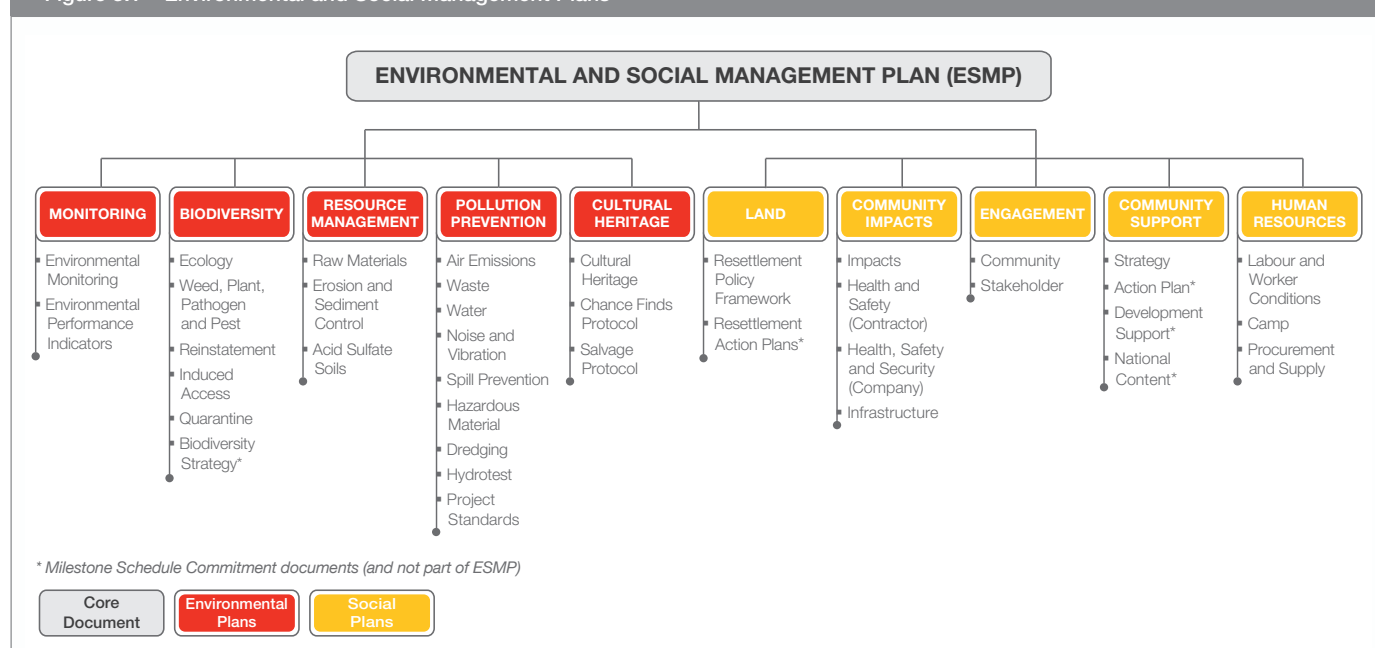 Environmental and Social Management Plans
ENVIRONMENTAL AND SOCIAL MANAGEMENT PLAN (ESMP)
MONITORING
Environmental
Monitoring
Environmental
Performance
Indicators
BIODIVERSITY
Ecology
Weed, Plant,
Pathogen
and Pest
Reinstatement
Induced
Access
Quarantine
Biodiversity
Strategy*
RESOURCE
MANAGEMENT
Raw Materials
Erosion and
Sediment
Control
Acid Sulfate
Soils
POLLUTION
PREVENTION
Air Emissions
Waste
Water
Noise and
Vibration
Spill Prevention
Hazardous
Material
Dredging
Hydrotest
Project
Standards
CULTURAL
HERITAGE
Cultural
Heritage
Chance Finds
Protocol
Salvage
Protocol
LAND
Resettlement
Policy
Framework
Resettlement
Action Plans*
COMMUNITY
IMPACTS
Impacts
Health and
Safety
(Contractor)
Health, Safety
and Security
(Company)
Infrastructure
ENGAGEMENT
Community
Stakeholder
COMMUNITY
SUPPORT
Strategy
Action Plan*
Development
Support*
National
Content*
HUMAN
RESOURCES
Labour and
Worker
Conditions
Camp
Procurement
and Supply
* Milestone Schedule Commitment documents (and not part of ESMP)
Core
Document
Environmental
Plans
Social
Plans